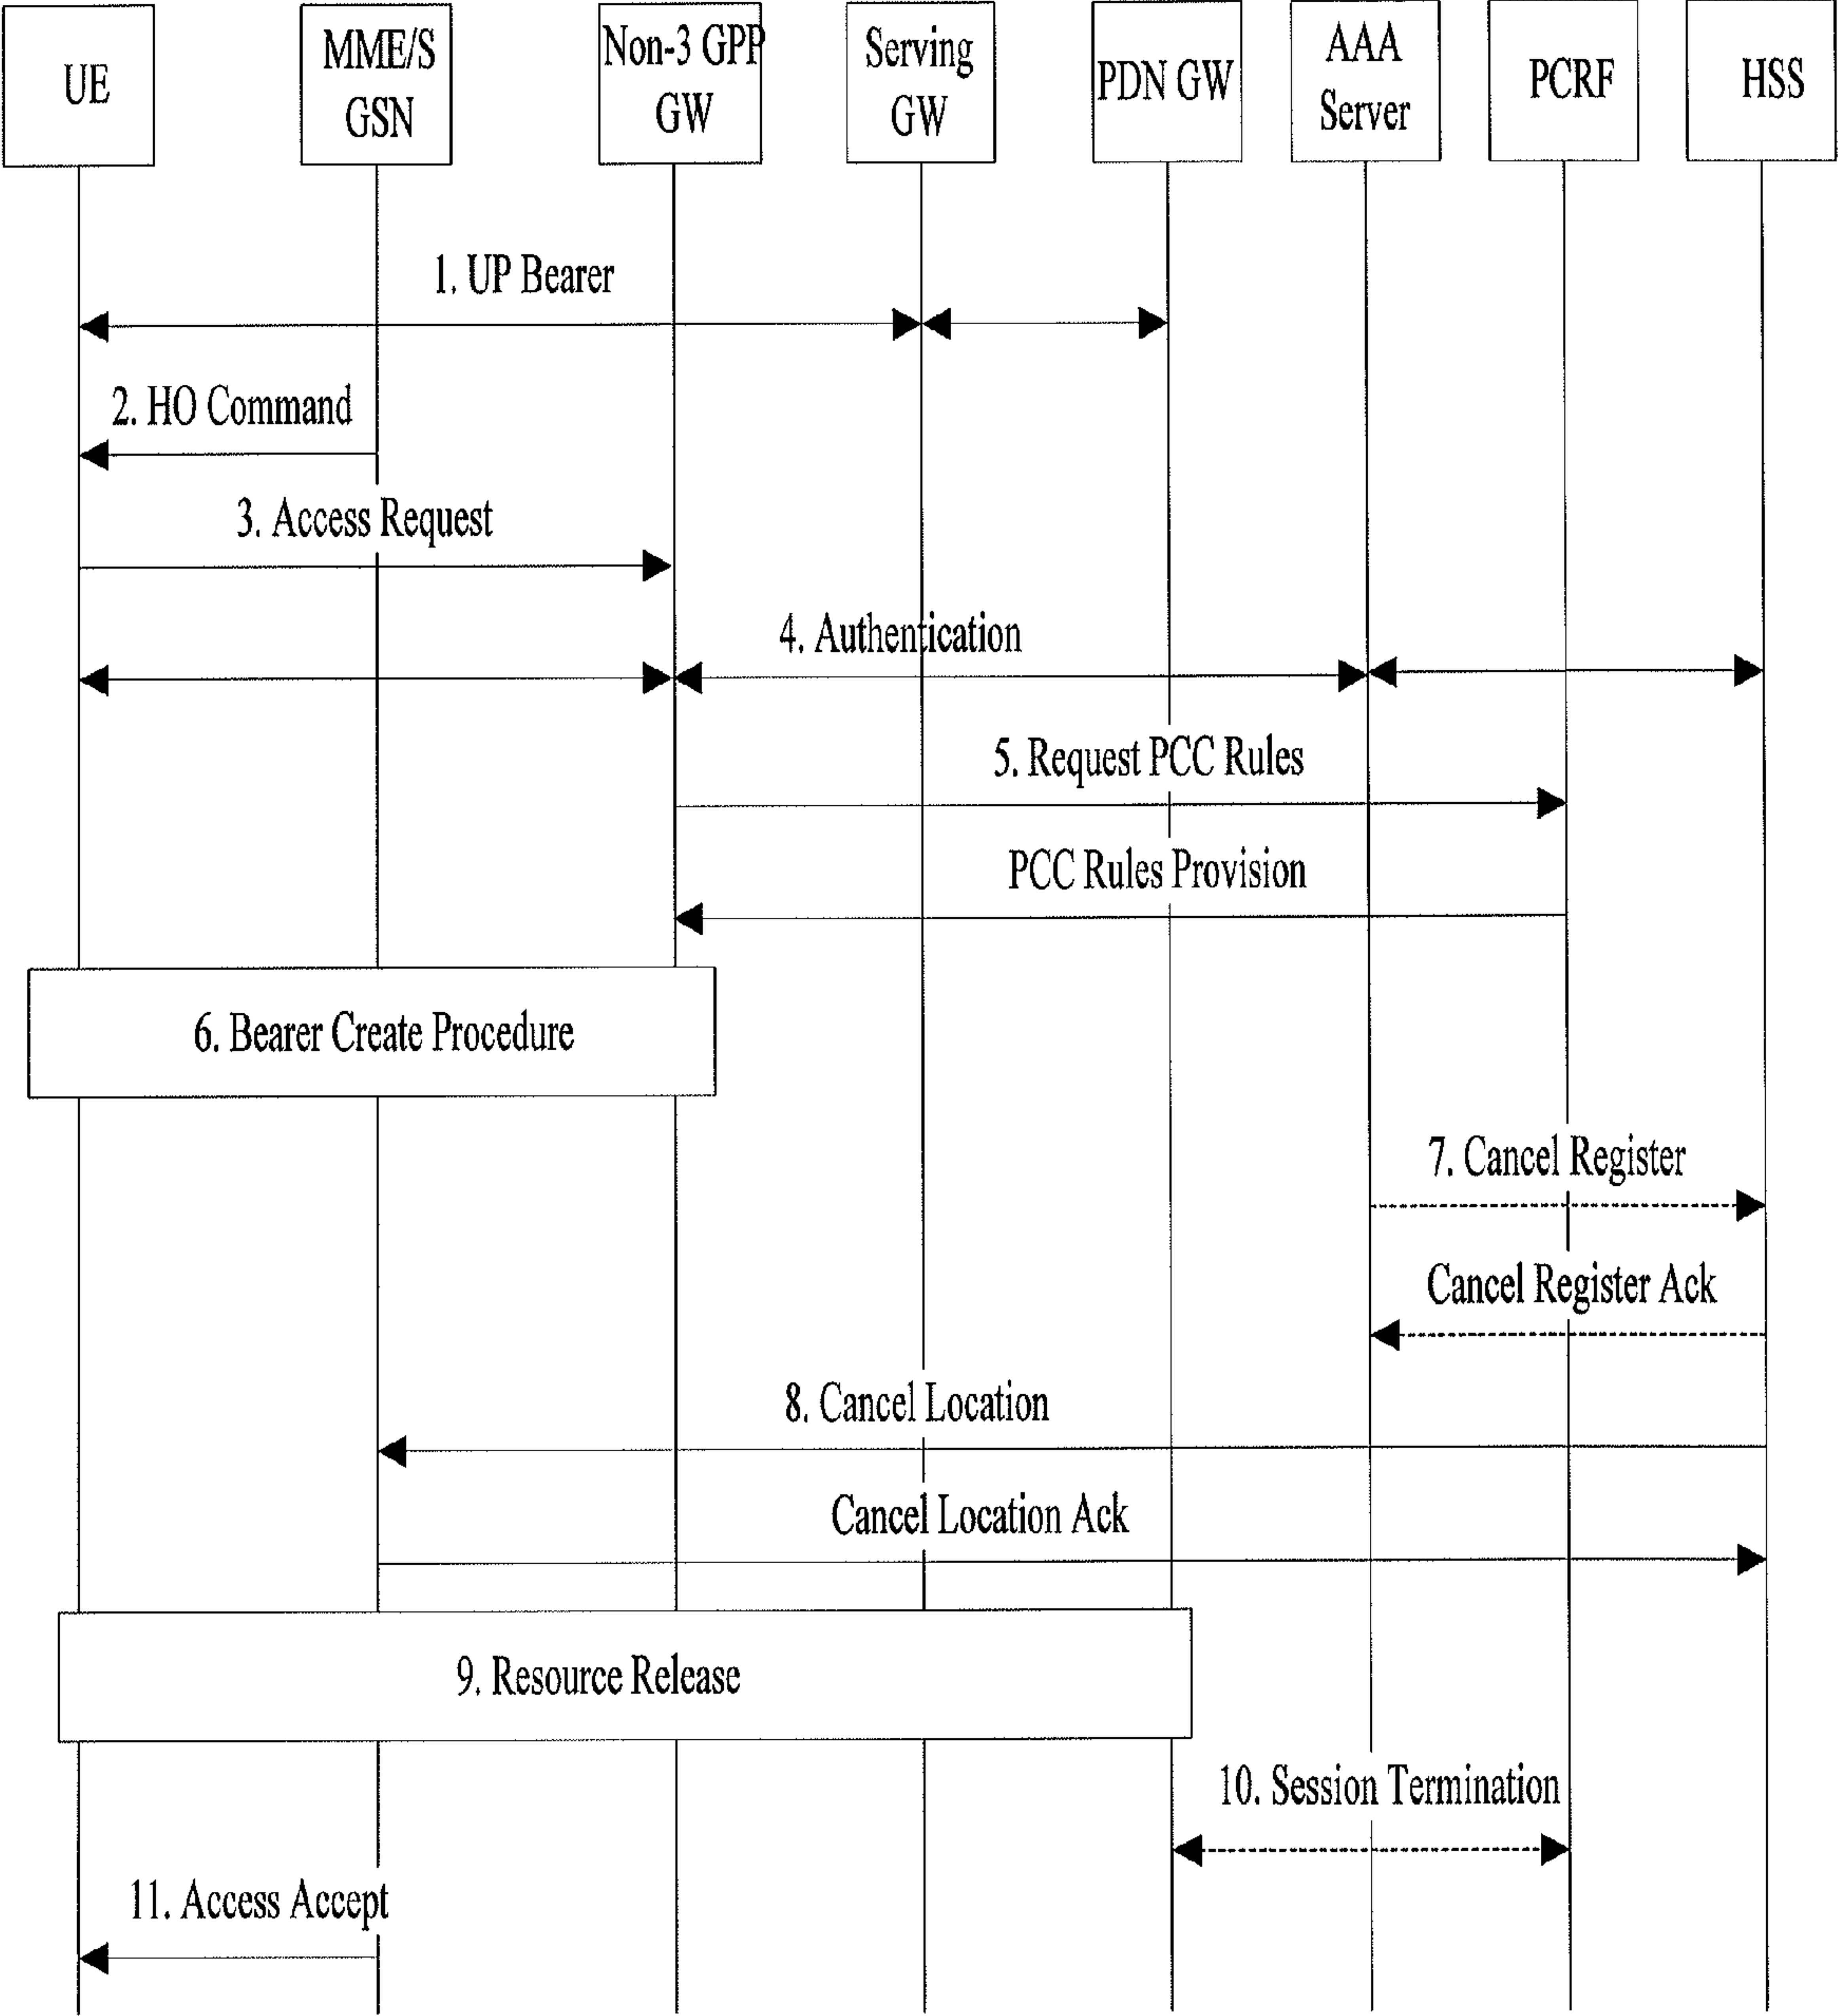 UE
MME/S
GSN
Non-3 GPP
GW
Serving
GW
PDN GW
AAA
Server
PCRF
HSS
1. UP Bearer
2. HO Command
3. Access Request
4. Authentication
5. Request PCC Rules
PCC Rules Provision
6. Bearer Create Procedure
7. Cancel Register
Cancel Register Ack
8. Cancel Location
Cancel Location Ack
9. Resource Release
10. Session Termination
11. Access Accept